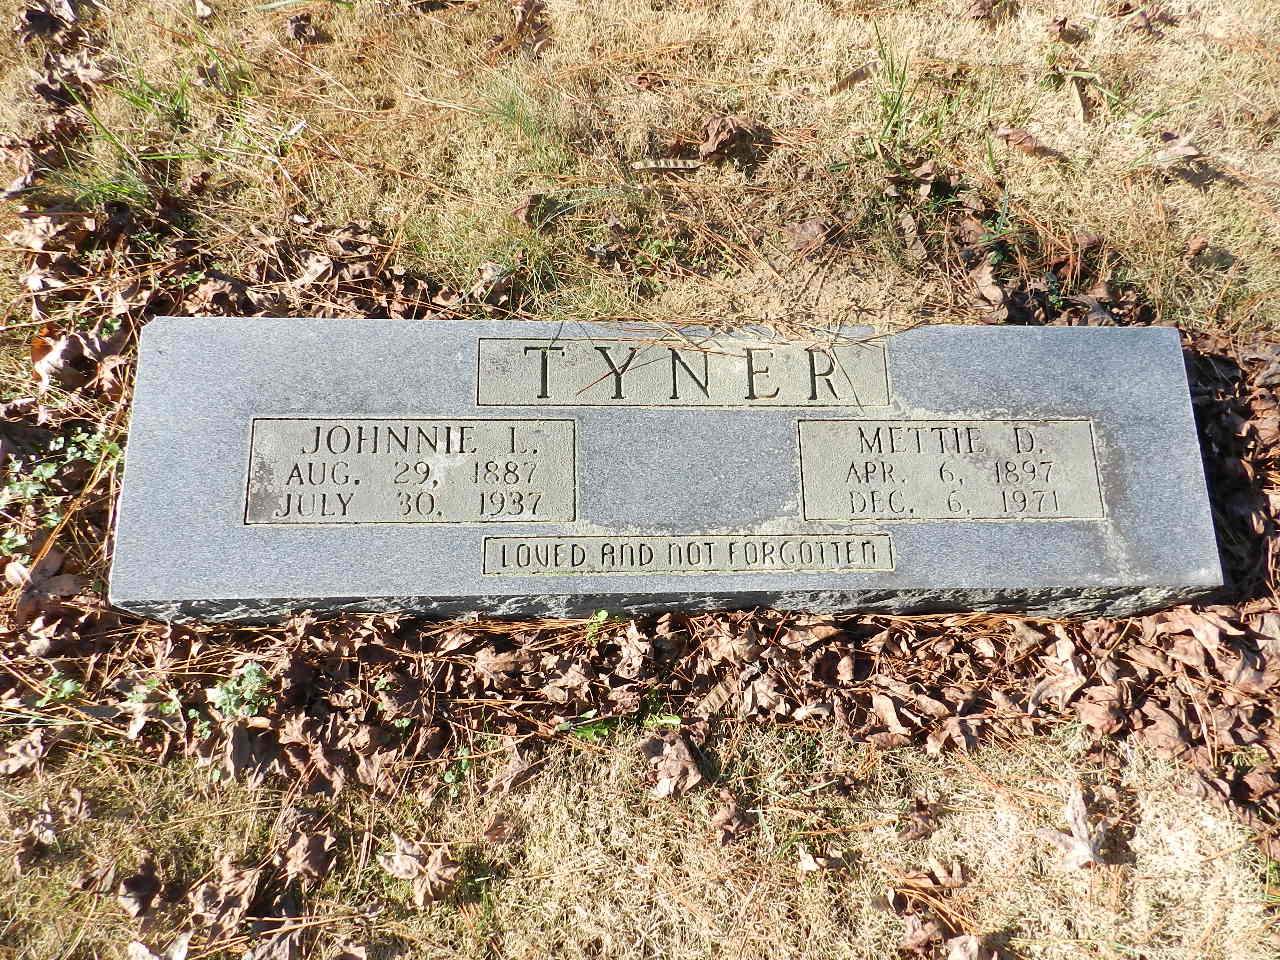 TYNER
JOHNNIE L.
AUG. 29, 1887
JULY 30, 1937
METTIE D.
APR. 6, 1897
DEC. 6, 1971
LOVED AND NOT FORGOTTEN